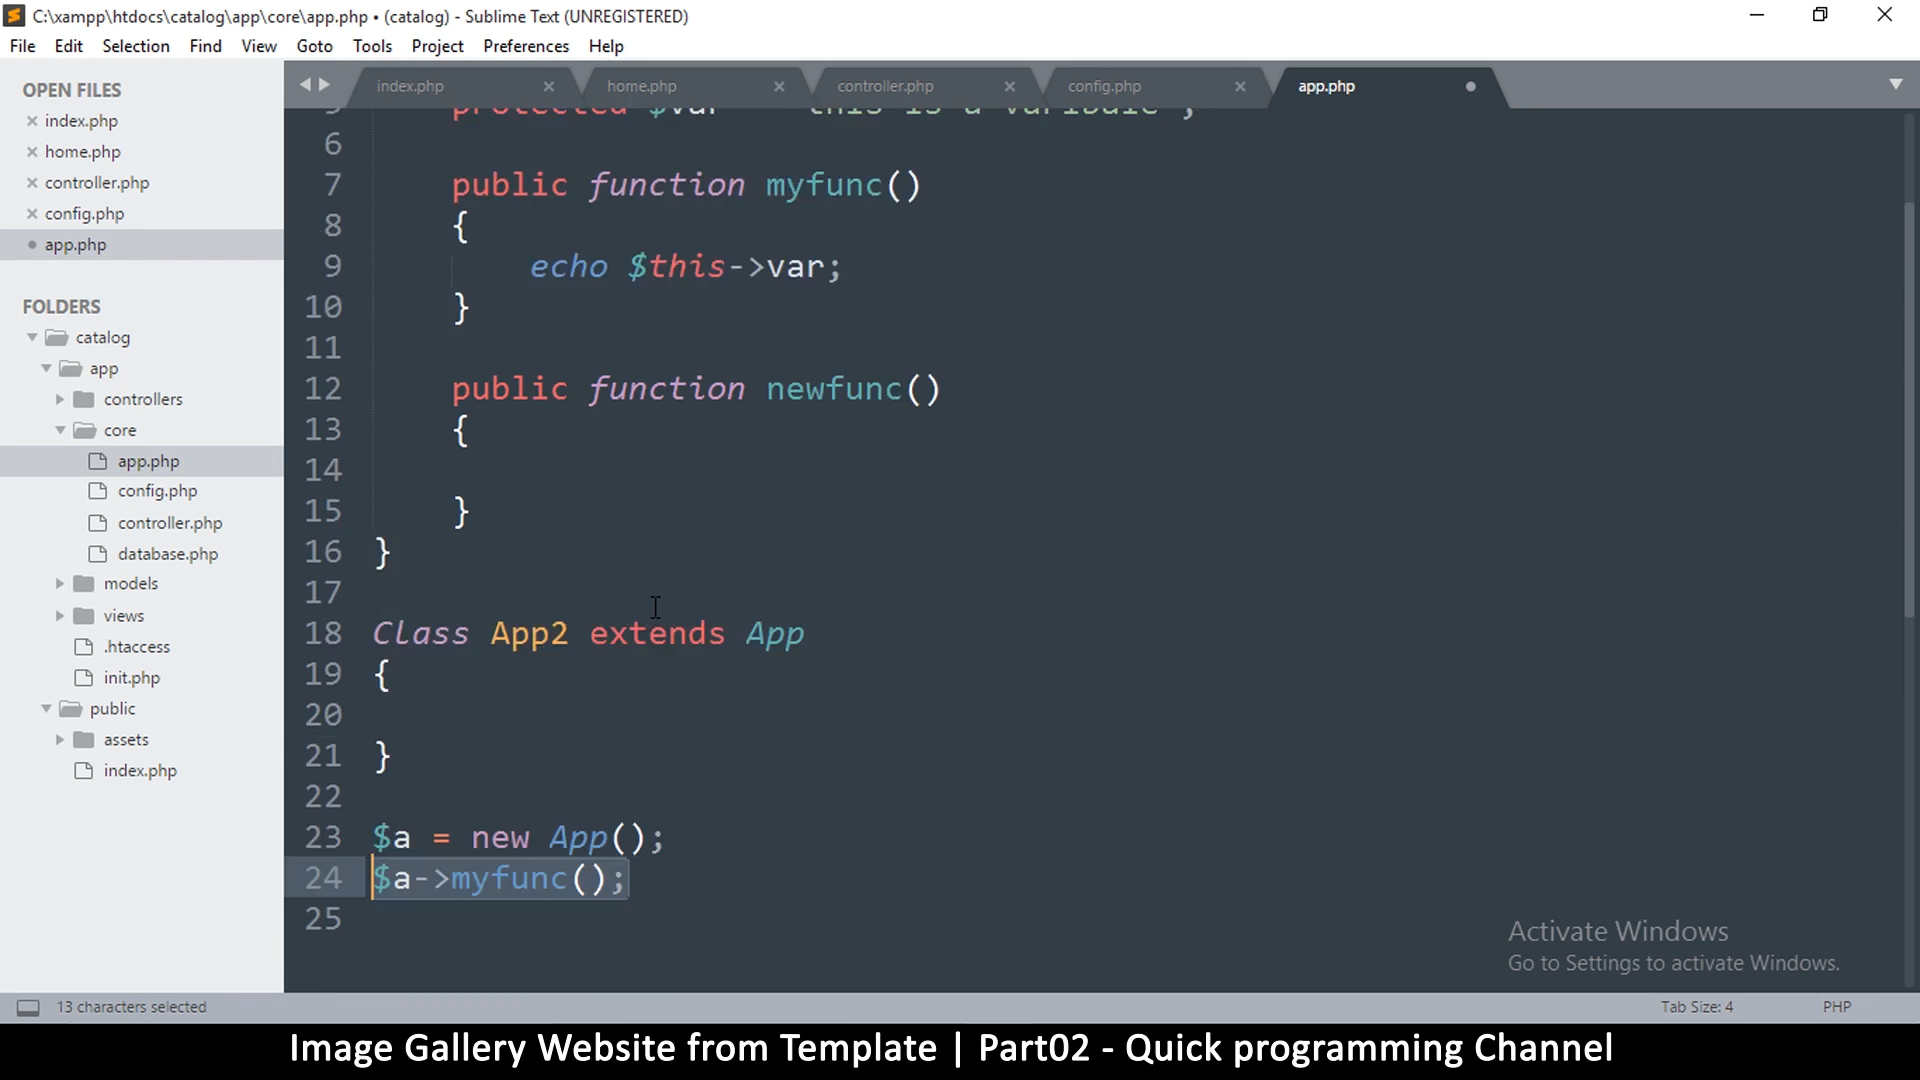 C:\xampp\htdocs\catalog\app\core\app.php • (catalog) - Sublime Text (UNREGISTERED)
File Edit Selection Find View Goto Tools Project Preferences Help
OPEN FILES
index.php
home.php
controller.php
config.php
app.php
FOLDERS
catalog
app
controllers
core
app.php
config.php
controller.php
database.php
models
views
.htaccess
init.php
public
assets
index.php
index.php home.php controller.php config.php app.php
5 protected $var this is a varibale ;
6
7 public function myfunc()
8 {
9 echo $this->var;
10 }
11
12 public function newfunc()
13 {
14
15 }
16 }
17
18 Class App2 extends App
19 {
20
21 }
22
23 $a = new App();
24 $a->myfunc();
25
Activate Windows
Go to Settings to activate Windows.
13 characters selected Tab Size: 4 PHP
Image Gallery Website from Template | Part02 - Quick programming Channel